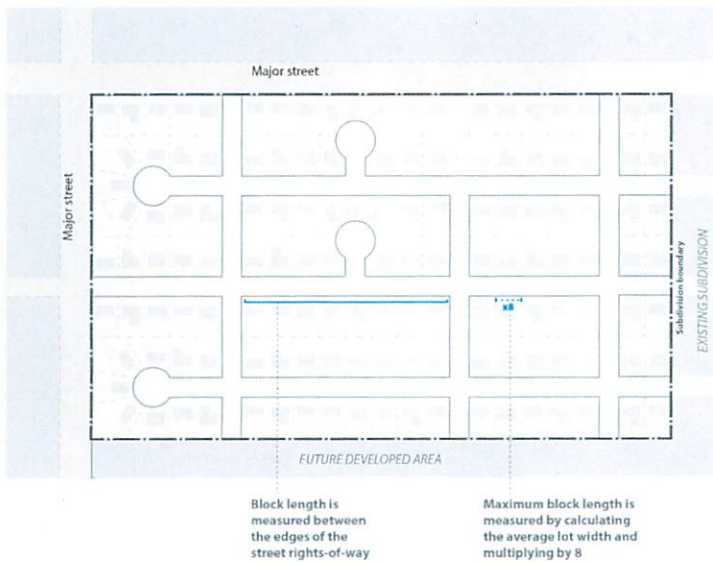 Major street
Major street
Subdivision boundary
EXISTING SUBDIVISION
x8
FUTURE DEVELOPED AREA
Block length is
measured between
the edges of the
street rights-of-way
Maximum block length is
measured by calculating
the average lot width and
multiplying by 8